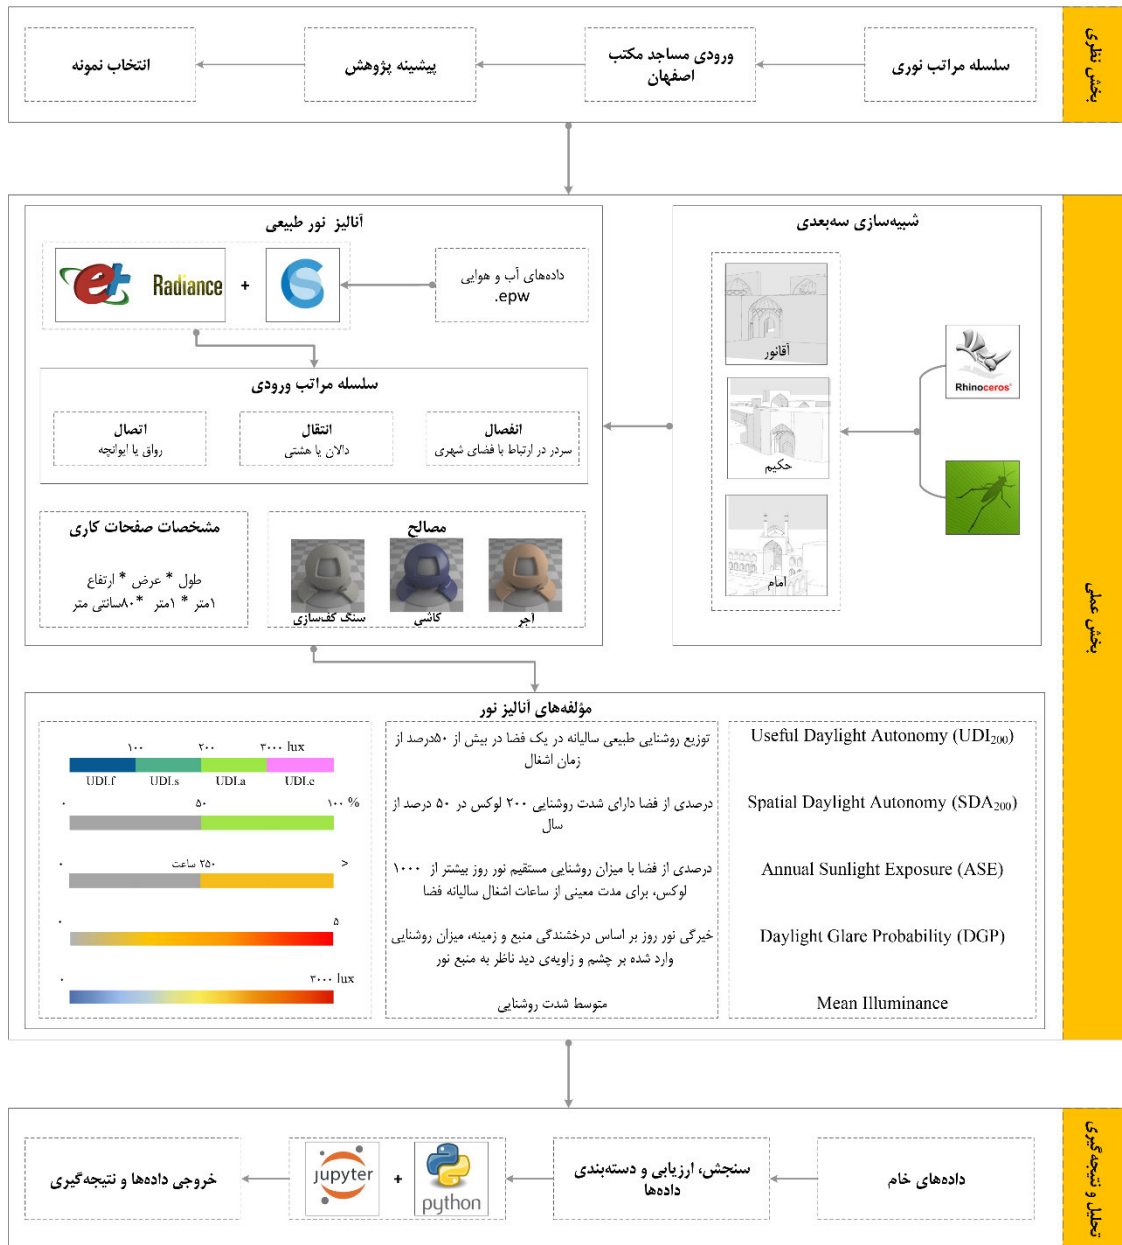 بخش نظری
سلسله مراتب نوری
ورودی مساجد مکتب
اصفهان
پیشینه پژوهش
انتخاب نمونه
بخش عملی
شبیه‌سازی سه‌بعدی
Rhinoceros®
آقانور
حکیم
امام
آنالیز نور طبیعی
داده‌های آب و هوایی
.epw
S
+
e+
Radiance
سلسله مراتب ورودی
انفصال
سردر در ارتباط با فضای شهری
انتقال
دالان یا هشتی
اتصال
رواق یا ایوانچه
مصالح
آجر
کاشی
سنگ کف‌سازی
مشخصات صفحات کاری
طول * عرض * ارتفاع
۱متر * ۱متر *۸۰سانتی متر
مؤلفه‌های آنالیز نور
Useful Daylight Autonomy (UDI200)
توزیع روشنایی طبیعی سالیانه در یک فضا در بیش از ۵۰درصد از
زمان اشغال
۱۰۰ ۲۰۰ ۳۰۰۰ lux
UDI.f UDI.s UDI.a UDI.e
Spatial Daylight Autonomy (SDA200)
درصدی از فضا دارای شدت روشنایی ۲۰۰ لوکس در ۵۰ درصد از
سال
۰ ۵۰ ۱۰۰ %
Annual Sunlight Exposure (ASE)
درصدی از فضا با میزان روشنایی مستقیم نور روز بیشتر از ۱۰۰۰
لوکس، برای مدت معینی از ساعات اشغال سالیانه فضا
۰ ۲۵۰ ساعت >
Daylight Glare Probability (DGP)
خیرگی نور روز بر اساس درخشندگی منبع و زمینه، میزان روشنایی
وارد شده بر چشم و زاویه‌ی دید ناظر به منبع نور
۰ ۵
Mean Illuminance
متوسط شدت روشنایی
۰ ۳۰۰۰ lux
تحلیل و نتیجه‌گیری
داده‌های خام
سنجش، ارزیابی و دسته‌بندی
داده‌ها
python
+
jupyter
خروجی داده‌ها و نتیجه‌گیری